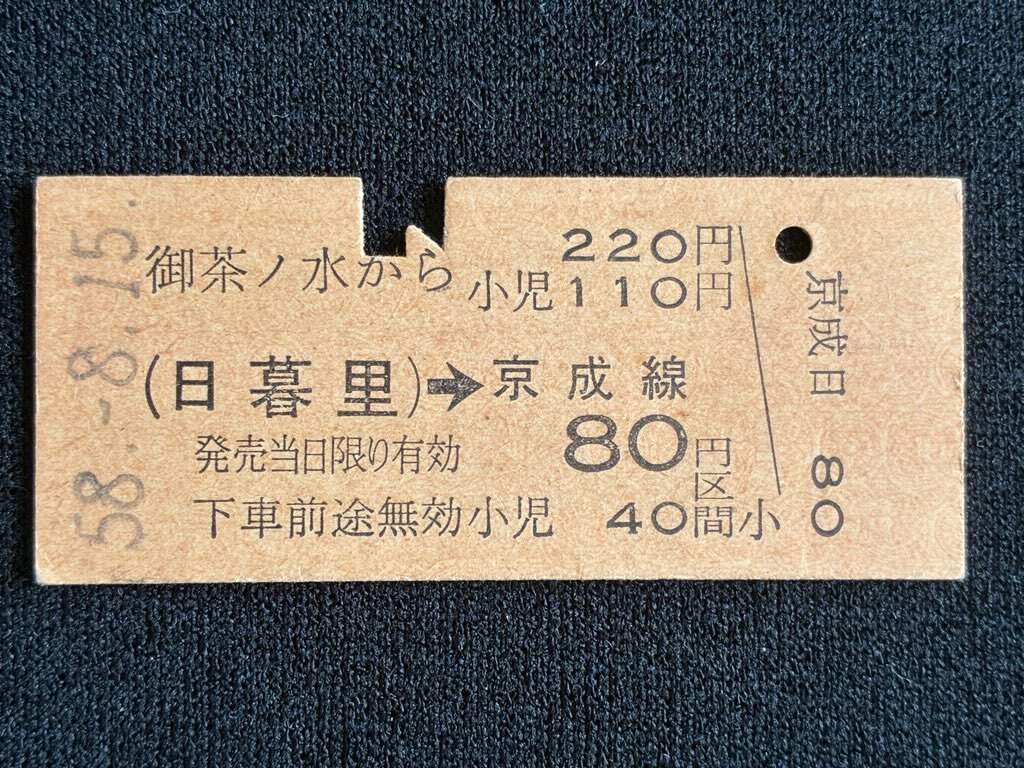 58.-8.15.
御茶ノ水から 220円
小児110円
(日暮里)➔京成線
発売当日限り有効 80円区間
下車前途無効小児 40 小
京成日 80